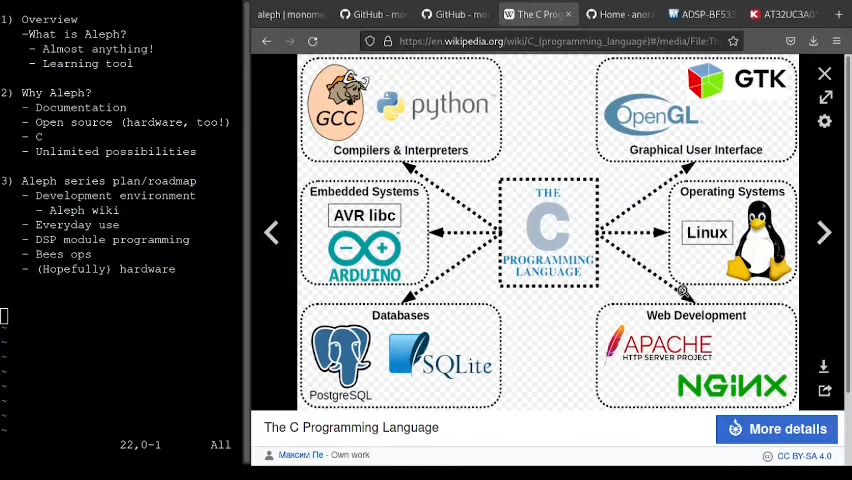 1) Overview
-What is Aleph?
- Almost anything!
- Learning tool
2) Why Aleph?
- Documentation
- Open source (hardware, too!)
- C
- Unlimited possibilities
3) Aleph series plan/roadmap
- Development environment
- Aleph wiki
- Everyday use
- DSP module programming
- Bees ops
- (Hopefully) hardware
~
~
~
~
~
~
~
~
22,0-1 All
aleph | monome
GitHub - mon
GitHub - mon
The C Prog
Home - anor
ADSP-BF533
AT32UC3A0
https://en.wikipedia.org/wiki/C_(programming_language)#/media/File:Th
GCC
python
Compilers & Interpreters
OpenGL
GTK
Graphical User Interface
Embedded Systems
AVR libc
ARDUINO
THE
C
PROGRAMMING
LANGUAGE
Operating Systems
Linux
Databases
PostgreSQL
SQLite
Web Development
APACHE
HTTP SERVER PROJECT
NGINX
The C Programming Language
More details
Максим Пе - Own work
CC BY-SA 4.0